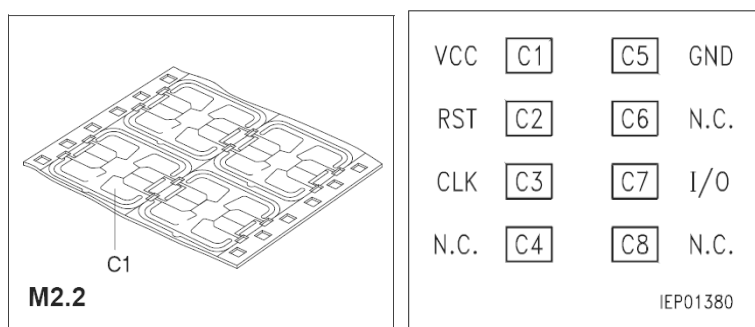 C1
M2.2
VCC C1 C5 GND
RST C2 C6 N.C.
CLK C3 C7 I/O
N.C. C4 C8 N.C.
IEP01380